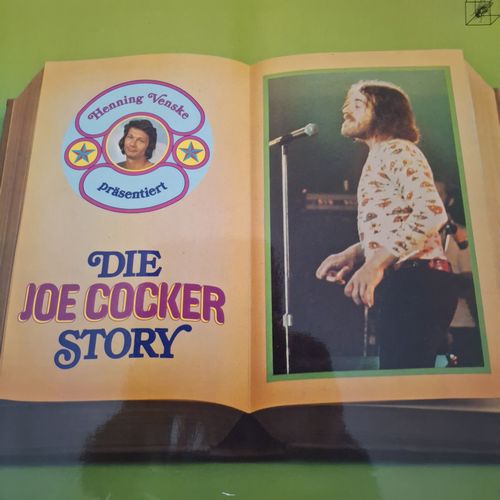 Henning Venske
präsentiert
DIE
JOE COCKER
STORY